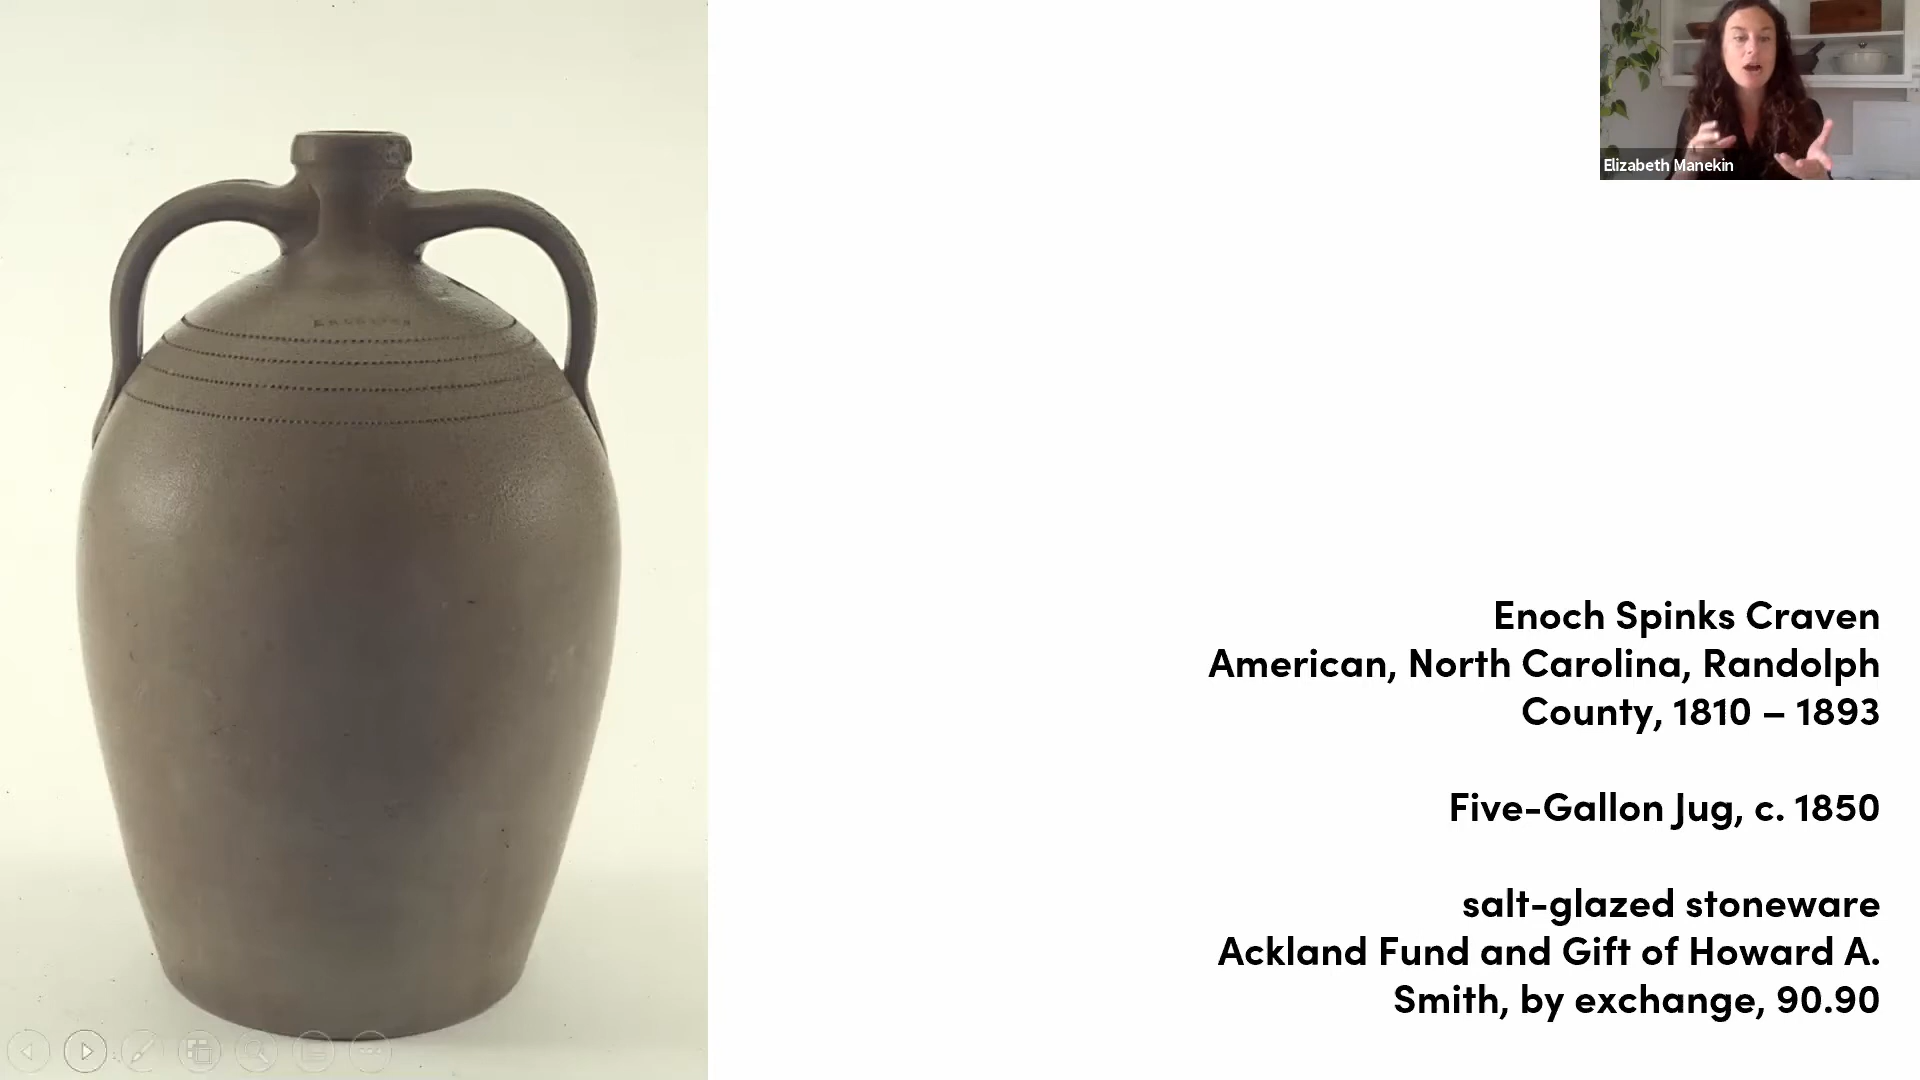 Elizabeth Manekin
Enoch Spinks Craven
American, North Carolina, Randolph
County, 1810 – 1893
Five-Gallon Jug, c. 1850
salt-glazed stoneware
Ackland Fund and Gift of Howard A.
Smith, by exchange, 90.90